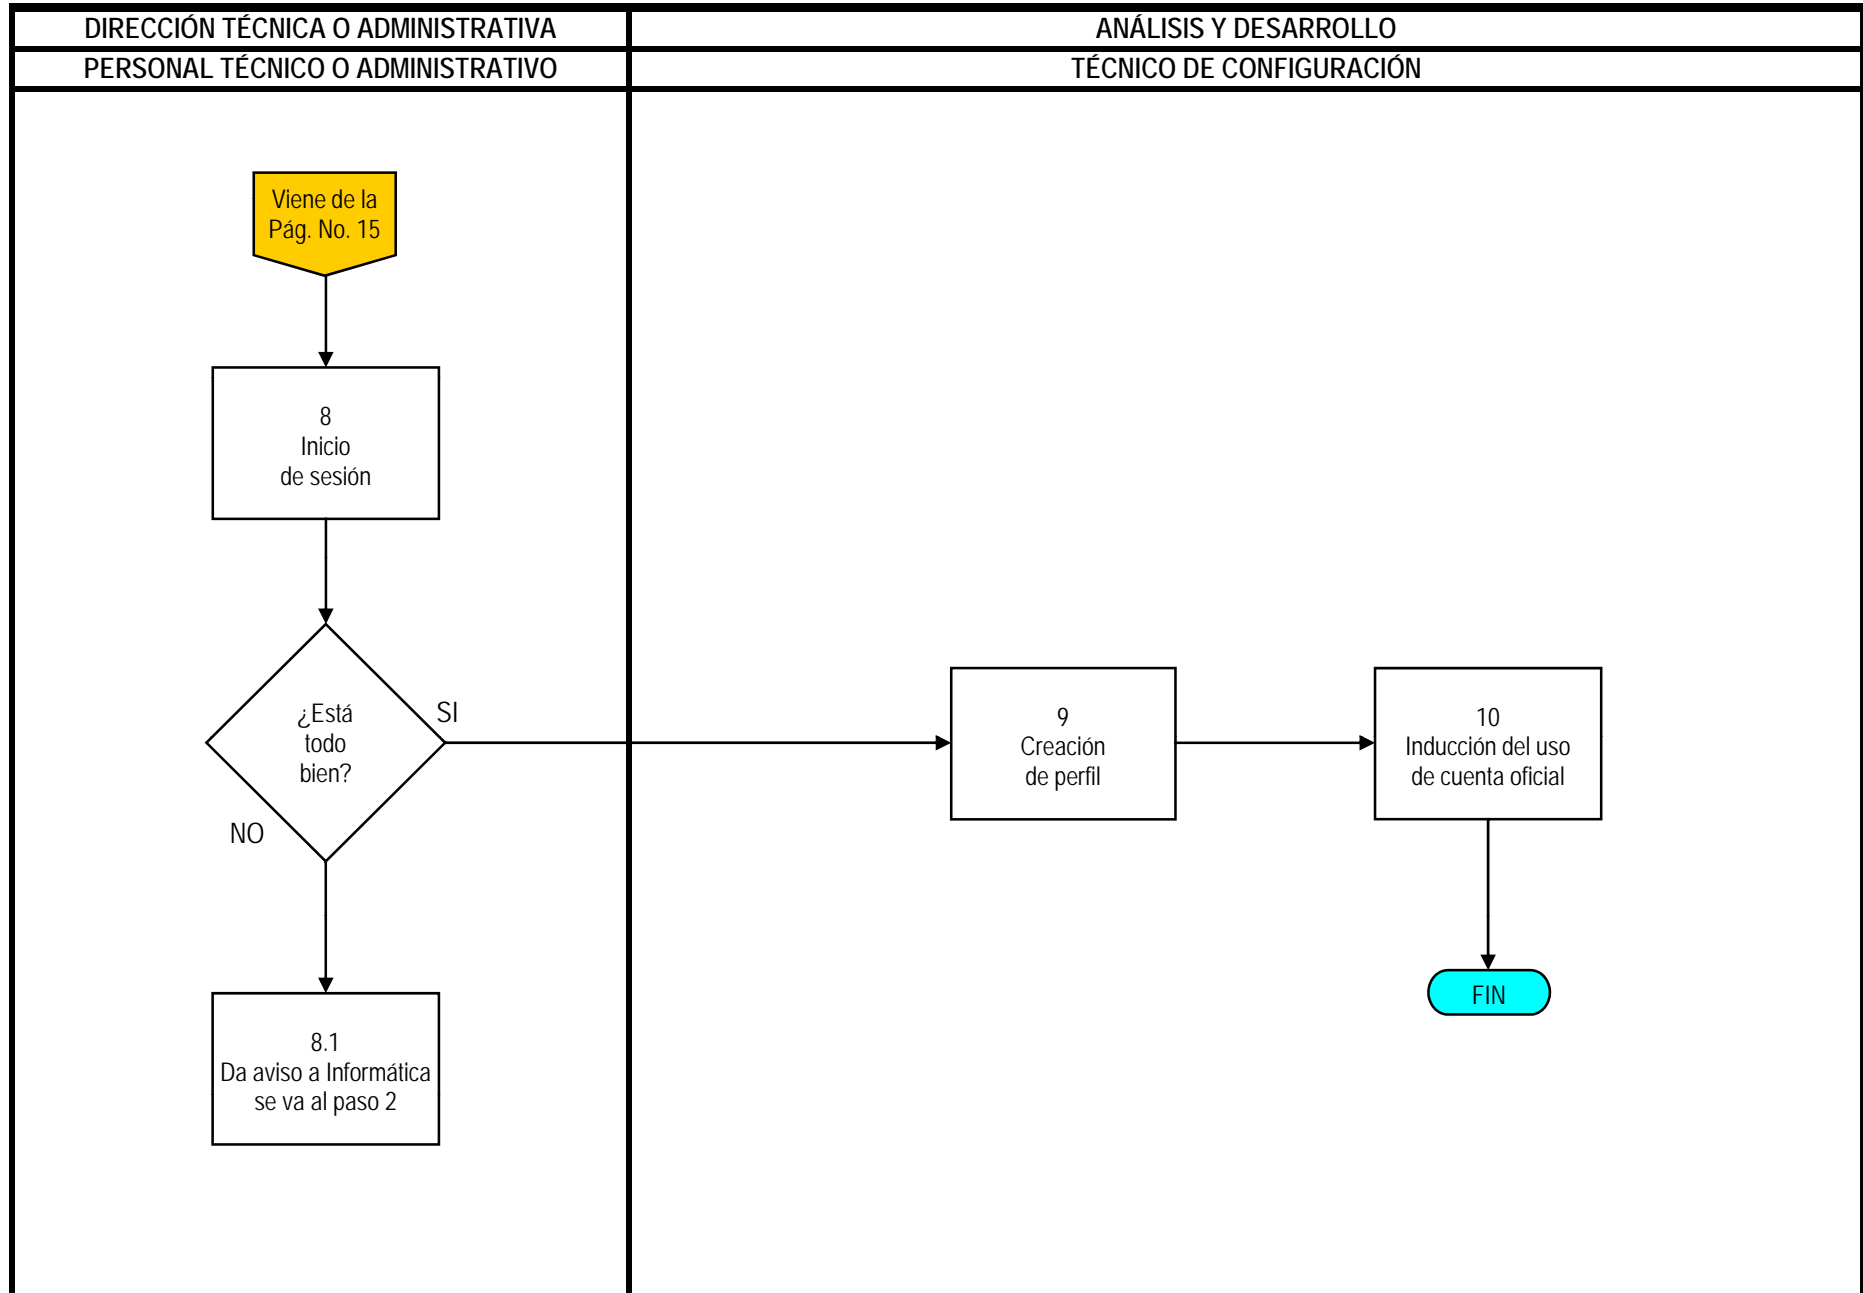 DIRECCIÓN TÉCNICA O ADMINISTRATIVA
ANÁLISIS Y DESARROLLO
PERSONAL TÉCNICO O ADMINISTRATIVO
TÉCNICO DE CONFIGURACIÓN
Viene de la
Pág. No. 15
8
Inicio
de sesión
¿Está
todo
bien?
SI
NO
9
Creación
de perfil
10
Inducción del uso
de cuenta oficial
8.1
Da aviso a Informática
se va al paso 2
FIN